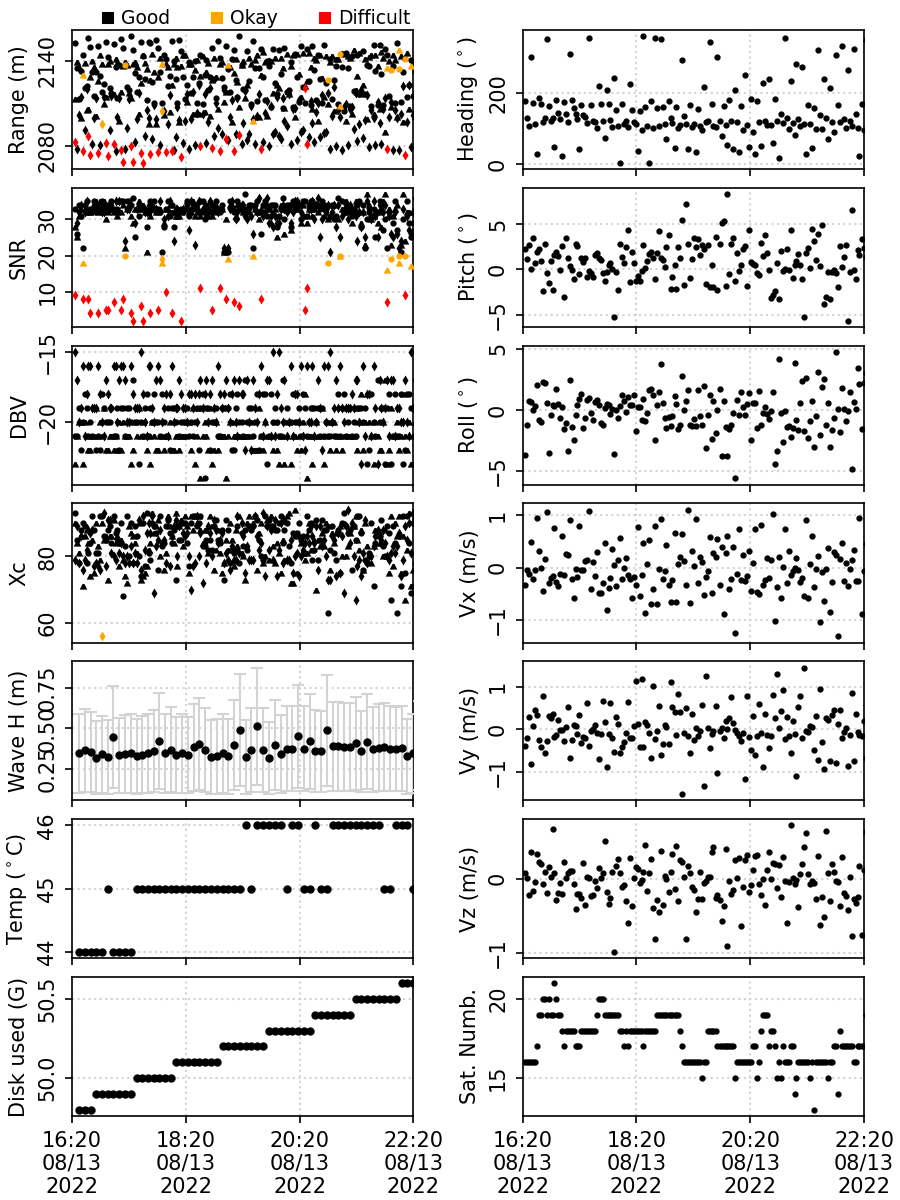 Good Okay Difficult
Range (m)
2140
2080
Heading (°)
200
0
SNR
30
20
10
Pitch (°)
5
0
−5
DBV
−15
−20
Roll (°)
5
0
−5
Xc
80
60
Vx (m/s)
1
0
−1
Wave H (m)
0.75
0.50
0.25
Vy (m/s)
1
0
−1
Temp (°C)
46
45
44
Vz (m/s)
0
−1
Disk used (G)
50.5
50.0
Sat. Numb.
20
15
16:20 18:20 20:20 22:20
08/13 08/13 08/13 08/13
2022 2022 2022 2022
16:20 18:20 20:20 22:20
08/13 08/13 08/13 08/13
2022 2022 2022 2022